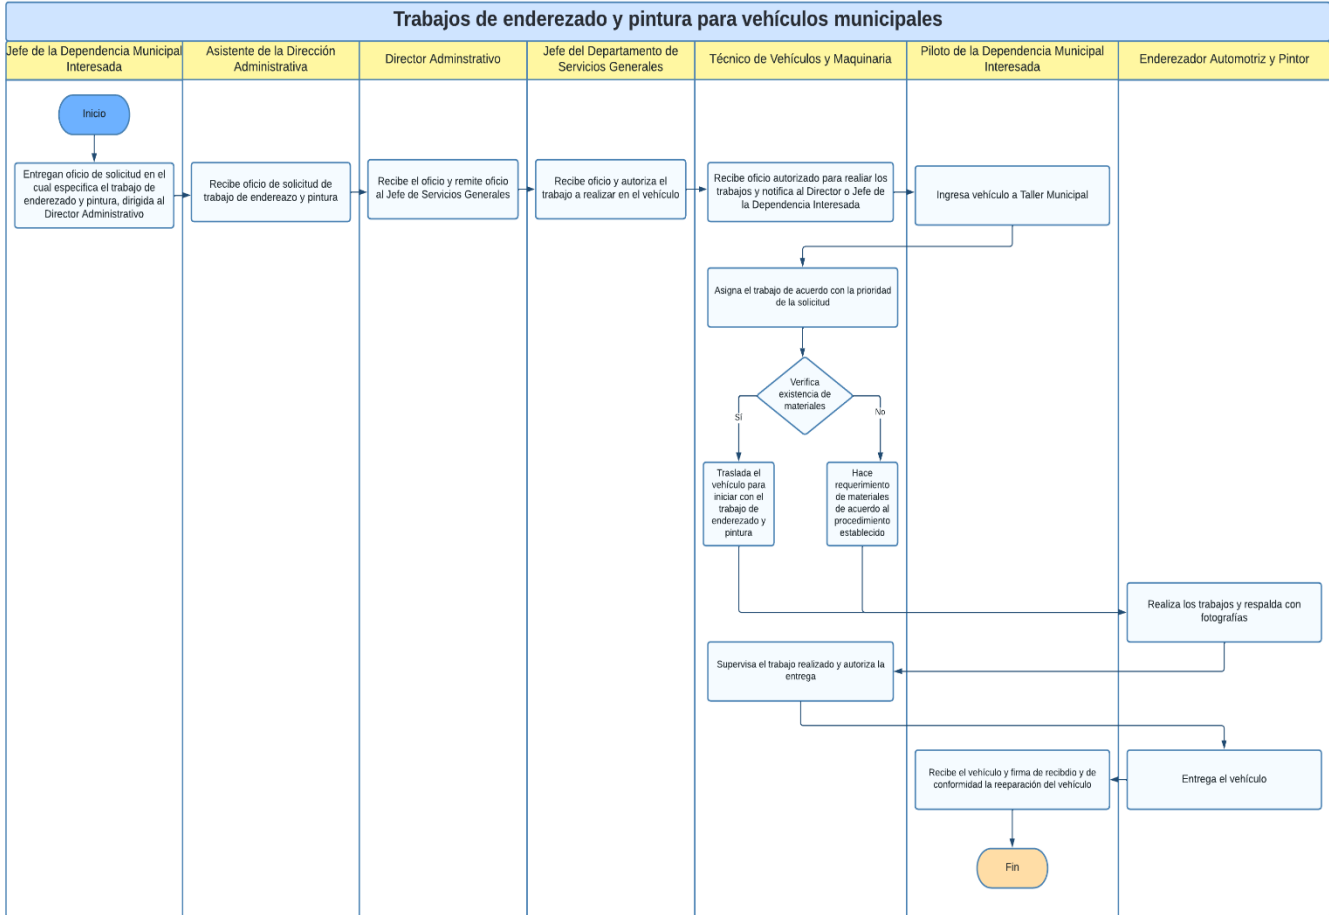 Trabajos de enderezado y pintura para vehículos municipales
Jefe de la Dependencia Municipal
Interesada
Asistente de la Dirección
Administrativa
Director Adminstrativo
Jefe del Departamento de
Servicios Generales
Técnico de Vehículos y Maquinaria
Piloto de la Dependencia Municipal
Interesada
Enderezador Automotriz y Pintor
Inicio
Entregan oficio de solicitud en el
cual especifica el trabajo de
enderezado y pintura, dirigida al
Director Administrativo
Recibe oficio de solicitud de
trabajo de endereazo y pintura
Recibe el oficio y remite oficio
al Jefe de Servicios Generales
Recibe oficio y autoriza el
trabajo a realizar en el vehículo
Recibe oficio autorizado para realiar los
trabajos y notifica al Director o Jefe de
la Dependencia Interesada
Ingresa vehículo a Taller Municipal
Asigna el trabajo de acuerdo con la prioridad
de la solicitud
Verifica
existencia de
materiales
Sí
No
Traslada el
vehículo para
iniciar con el
trabajo de
enderezado y
pintura
Hace
requerimiento
de materiales
de acuerdo al
procedimiento
establecido
Realiza los trabajos y respalda con
fotografías
Supervisa el trabajo realizado y autoriza la
entrega
Recibe el vehículo y firma de recibdio y de
conformidad la reeparación del vehículo
Entrega el vehículo
Fin